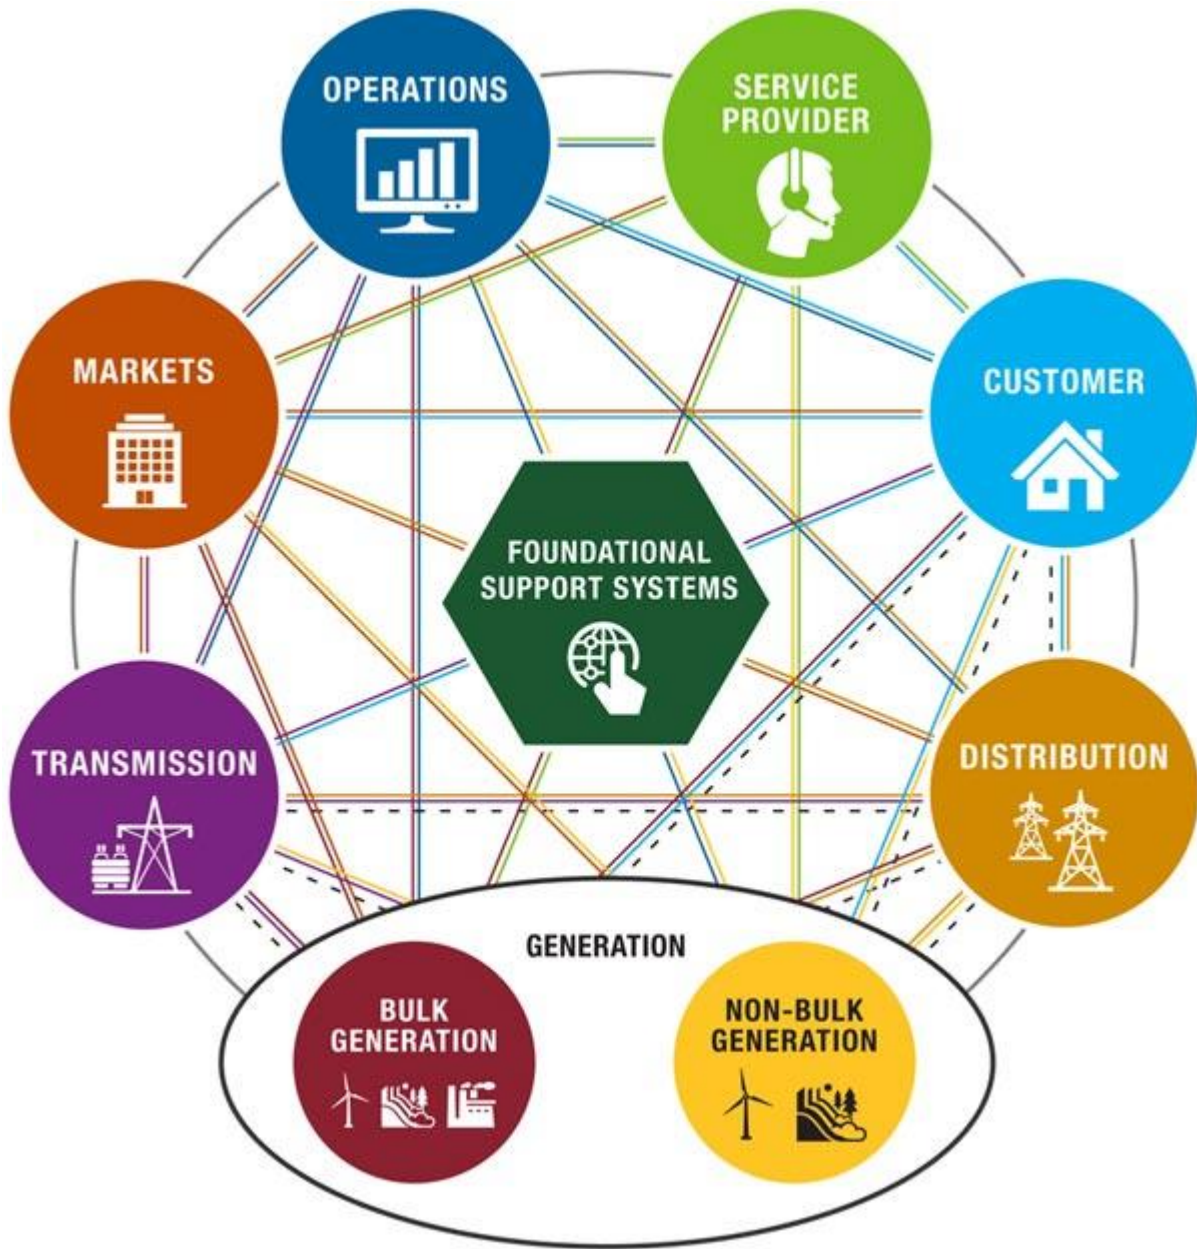 OPERATIONS
SERVICE
PROVIDER
MARKETS
CUSTOMER
FOUNDATIONAL
SUPPORT SYSTEMS
TRANSMISSION
DISTRIBUTION
GENERATION
BULK
GENERATION
NON-BULK
GENERATION